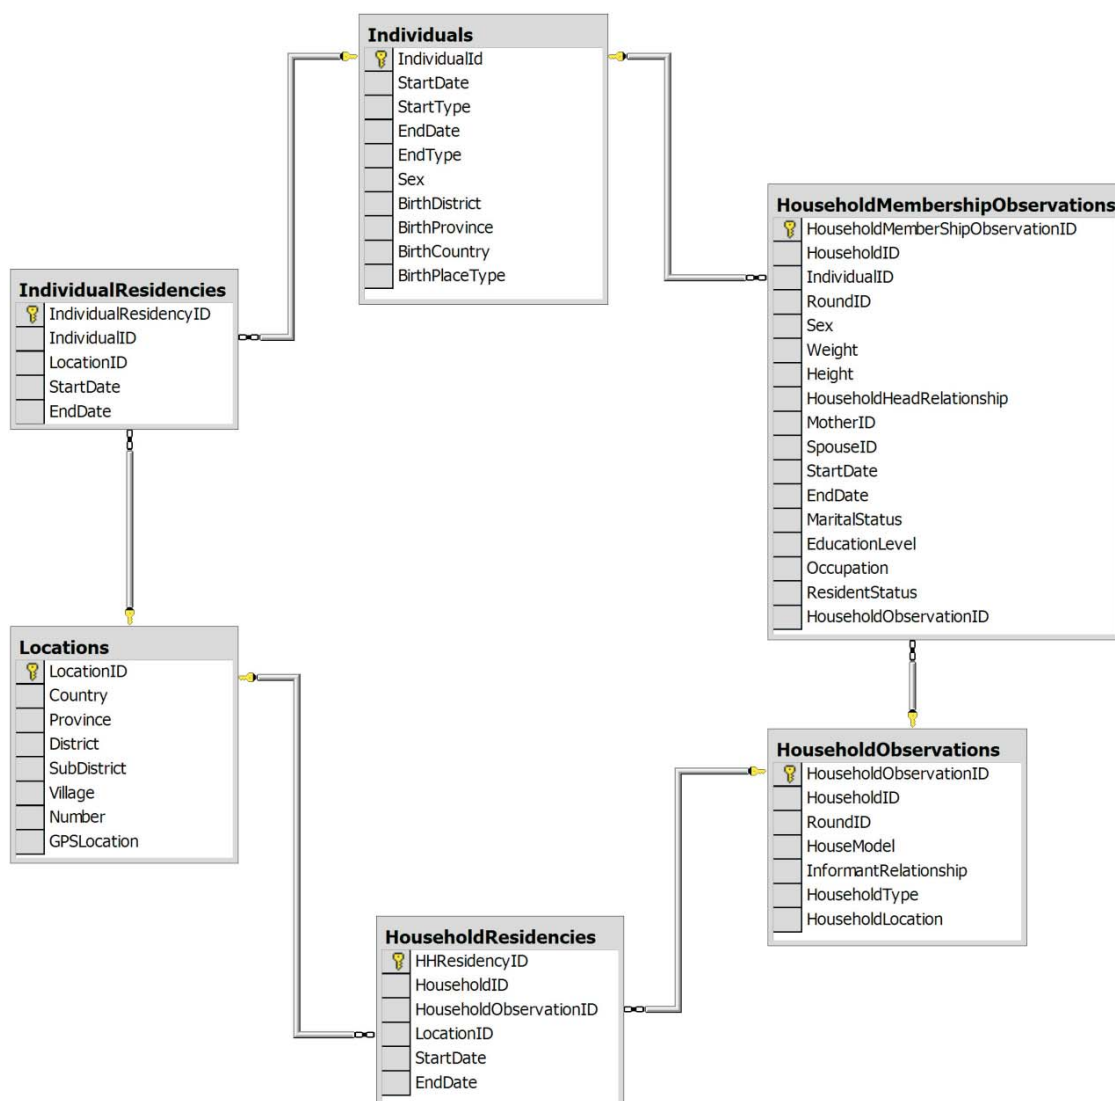 Individuals
IndividualId
StartDate
StartType
EndDate
EndType
Sex
BirthDistrict
BirthProvince
BirthCountry
BirthPlaceType
HouseholdMembershipObservations
HouseholdMemberShipObservationID
HouseholdID
IndividualID
RoundID
Sex
Weight
Height
HouseholdHeadRelationship
MotherID
SpouseID
StartDate
EndDate
MaritalStatus
EducationLevel
Occupation
ResidentStatus
HouseholdObservationID
IndividualResidencies
IndividualResidencyID
IndividualID
LocationID
StartDate
EndDate
Locations
LocationID
Country
Province
District
SubDistrict
Village
Number
GPSLocation
HouseholdObservations
HouseholdObservationID
HouseholdID
RoundID
HouseModel
InformantRelationship
HouseholdType
HouseholdLocation
HouseholdResidencies
HHResidencyID
HouseholdID
HouseholdObservationID
LocationID
StartDate
EndDate